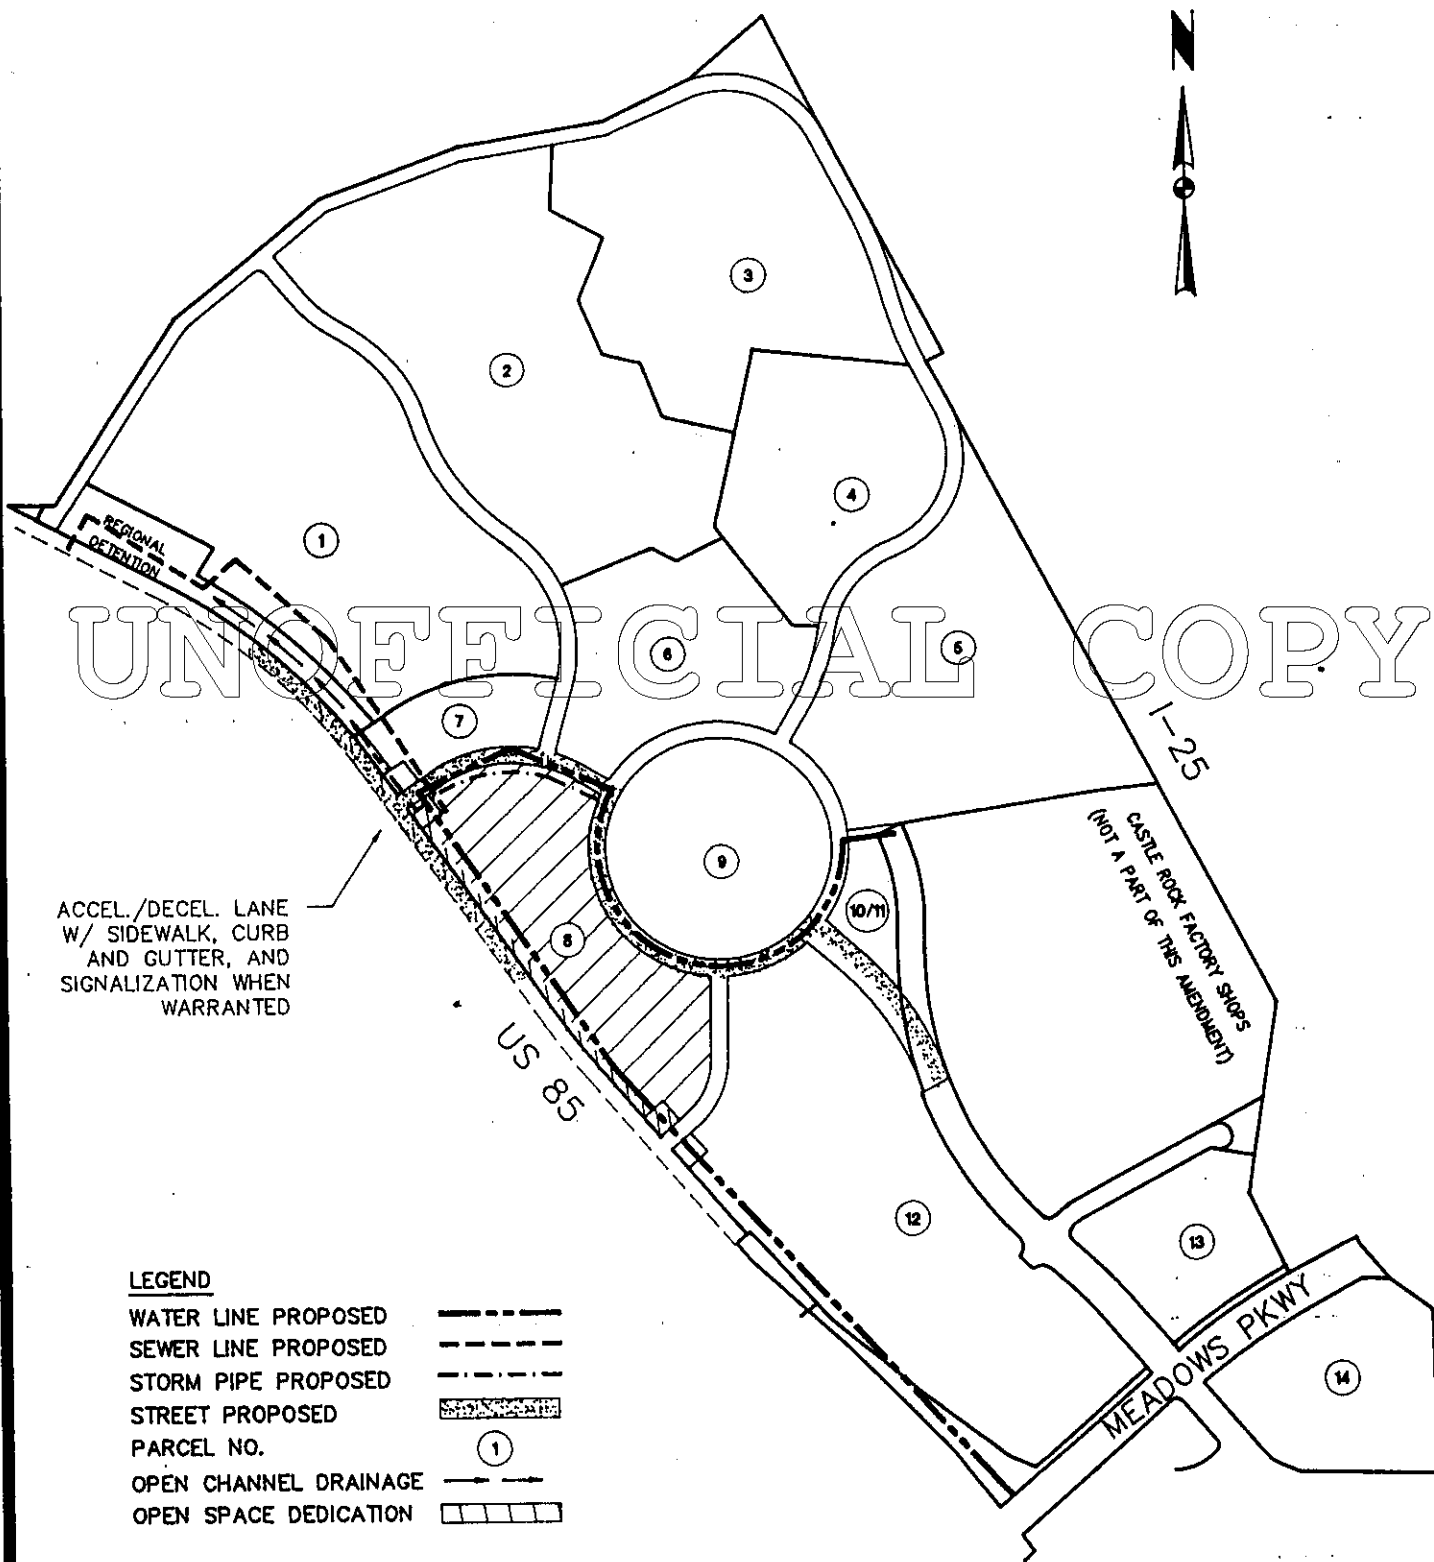 N
3
2
4
1
REGIONAL
DETENTION
UNOFFICIAL COPY
6
5
7
I-25
9
CASTLE ROCK FACTORY SHOPS
(NOT A PART OF THIS AMENDMENT)
10/11
8
ACCEL./DECEL. LANE
W/ SIDEWALK, CURB
AND GUTTER, AND
SIGNALIZATION WHEN
WARRANTED
US 85
12
13
MEADOWS PKWY
14
LEGEND
WATER LINE PROPOSED
SEWER LINE PROPOSED
STORM PIPE PROPOSED
STREET PROPOSED
PARCEL NO. 1
OPEN CHANNEL DRAINAGE
OPEN SPACE DEDICATION